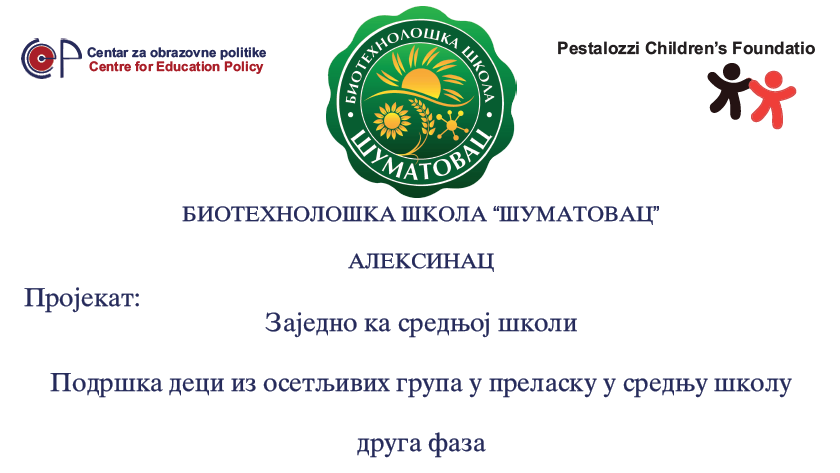 Centar za obrazovne politike
Centre for Education Policy
CEP
БИОТЕХНОЛОШКА ШКОЛА
ШУМАТОВАЦ
Pestalozzi Children’s Foundatio
БИОТЕХНОЛОШКА ШКОЛА “ШУМАТОВАЦ”
АЛЕКСИНАЦ
Пројекат:
Заједно ка средњој школи
Подршка деци из осетљивих група у преласку у средњу школу
друга фаза